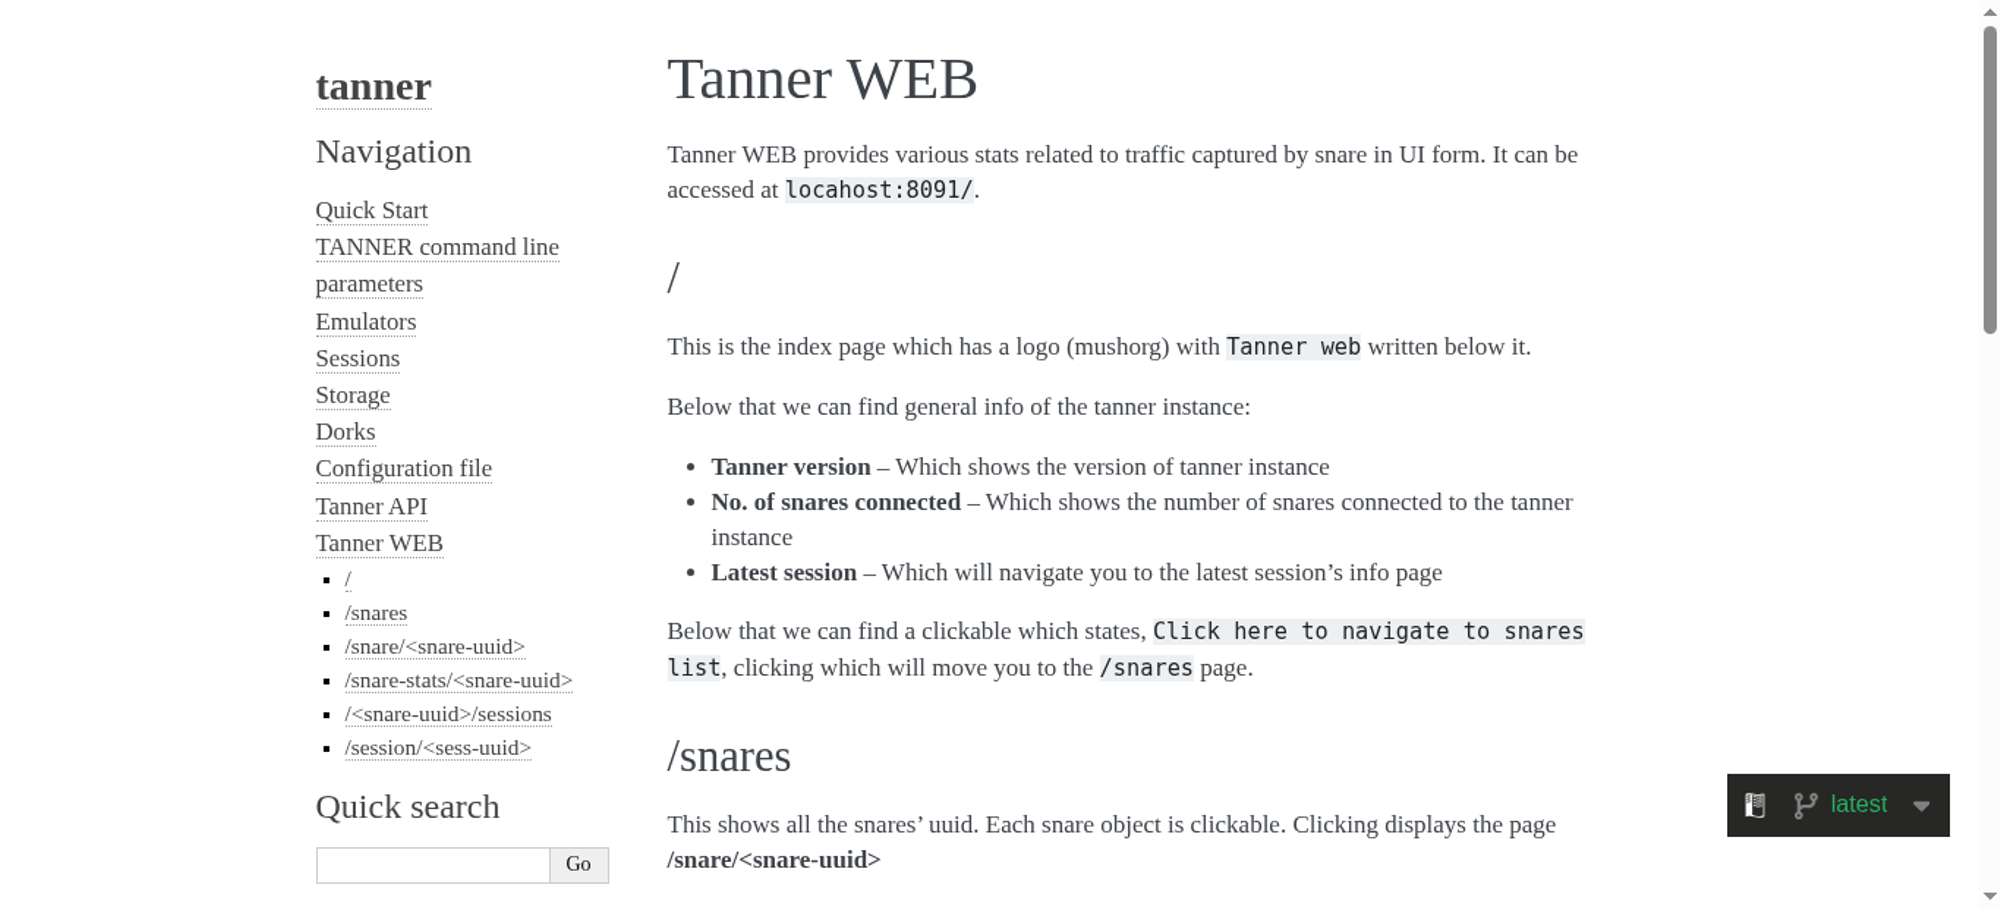 tanner
Navigation
Quick Start
TANNER command line
parameters
Emulators
Sessions
Storage
Dorks
Configuration file
Tanner API
Tanner WEB
/
/snares
/snare/<snare-uuid>
/snare-stats/<snare-uuid>
/<snare-uuid>/sessions
/session/<sess-uuid>
Quick search
Go
Tanner WEB
Tanner WEB provides various stats related to traffic captured by snare in UI form. It can be
accessed at locahost:8091/.
/
This is the index page which has a logo (mushorg) with Tanner web written below it.
Below that we can find general info of the tanner instance:
• Tanner version – Which shows the version of tanner instance
• No. of snares connected – Which shows the number of snares connected to the tanner
instance
• Latest session – Which will navigate you to the latest session’s info page
Below that we can find a clickable which states, Click here to navigate to snares
list, clicking which will move you to the /snares page.
/snares
This shows all the snares’ uuid. Each snare object is clickable. Clicking displays the page
/snare/<snare-uuid>
latest